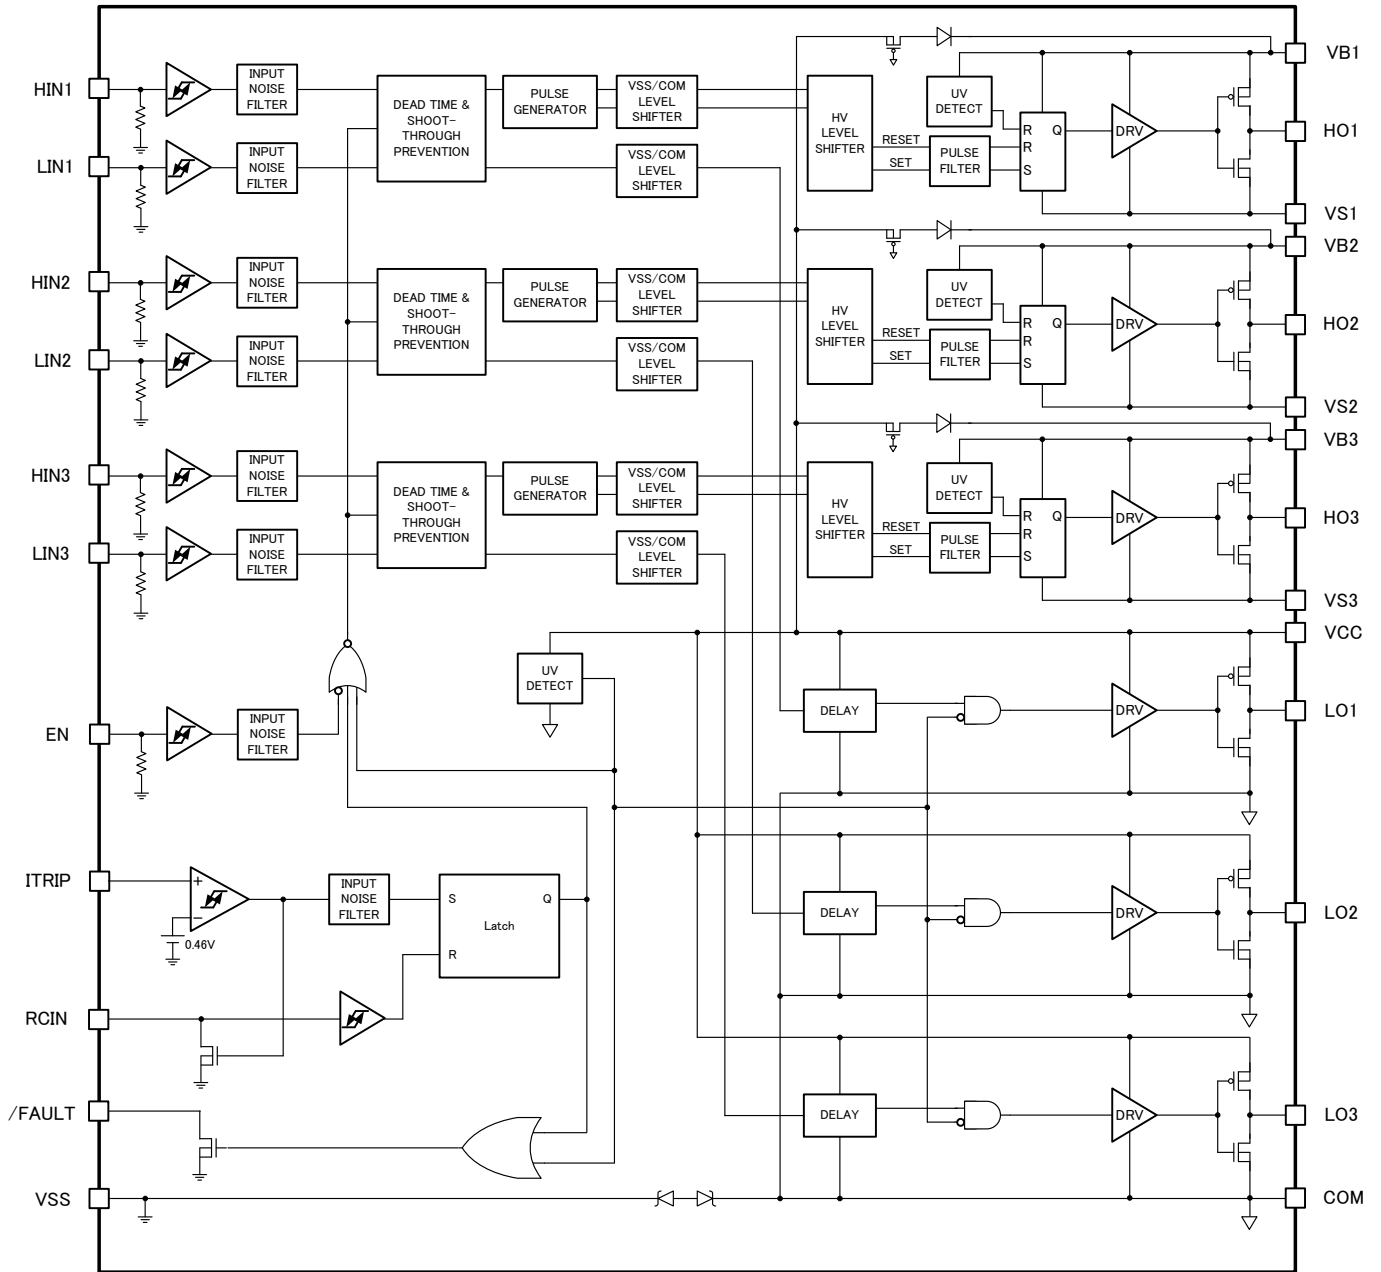 VB1
HIN1
INPUT
NOISE
FILTER
DEAD TIME &
SHOOT-
THROUGH
PREVENTION
PULSE
GENERATOR
VSS/COM
LEVEL
SHIFTER
HV
LEVEL
SHIFTER
UV
DETECT
RESET
SET
PULSE
FILTER
R
R
S
Q
DRV
HO1
LIN1
INPUT
NOISE
FILTER
VSS/COM
LEVEL
SHIFTER
VS1
VB2
HIN2
INPUT
NOISE
FILTER
DEAD TIME &
SHOOT-
THROUGH
PREVENTION
PULSE
GENERATOR
VSS/COM
LEVEL
SHIFTER
HV
LEVEL
SHIFTER
UV
DETECT
RESET
SET
PULSE
FILTER
R
R
S
Q
DRV
HO2
LIN2
INPUT
NOISE
FILTER
VSS/COM
LEVEL
SHIFTER
VS2
VB3
HIN3
INPUT
NOISE
FILTER
DEAD TIME &
SHOOT-
THROUGH
PREVENTION
PULSE
GENERATOR
VSS/COM
LEVEL
SHIFTER
HV
LEVEL
SHIFTER
UV
DETECT
RESET
SET
PULSE
FILTER
R
R
S
Q
DRV
HO3
LIN3
INPUT
NOISE
FILTER
VSS/COM
LEVEL
SHIFTER
VS3
VCC
UV
DETECT
EN
INPUT
NOISE
FILTER
DELAY
DRV
LO1
ITRIP
+
-
0.46V
INPUT
NOISE
FILTER
S
Q
Latch
R
DELAY
DRV
LO2
RCIN
/FAULT
DELAY
DRV
LO3
VSS
COM